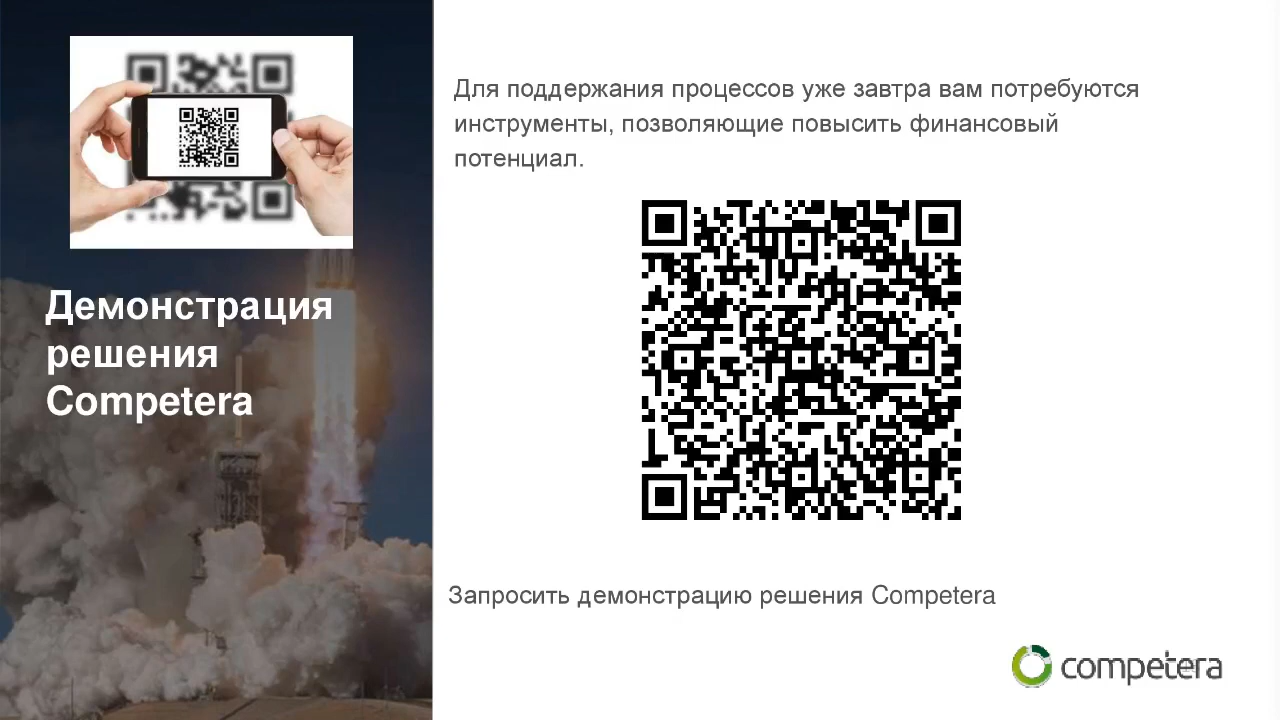 Демонстрация
решения
Competera
Для поддержания процессов уже завтра вам потребуются
инструменты, позволяющие повысить финансовый
потенциал.
Запросить демонстрацию решения Competera
competera